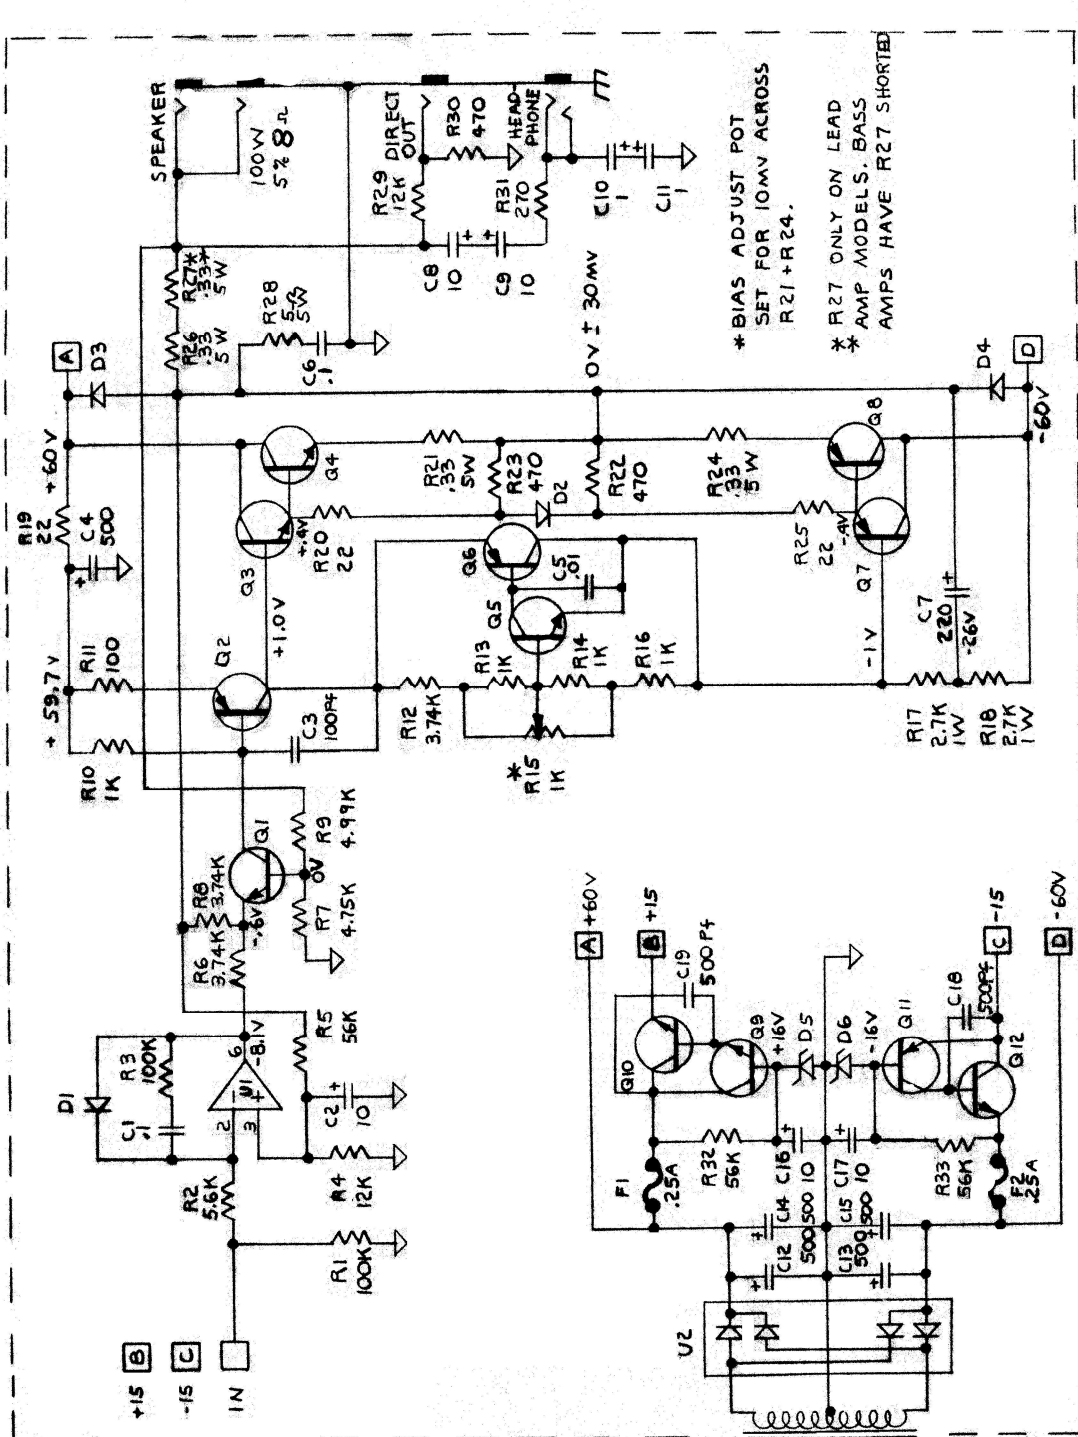 SPEAKER
100W
5% 8Ω
DIRECT
OUT
R30
470
HEAD-
PHONE
R29
12K
R31
270
C10
1
C11
1
C8
10
C9
10
R27*
.33*
5W
R26
.33
5W
R28
5W
C6
.1
0V ± 30MV
* BIAS ADJUST POT
SET FOR 10MV ACROSS
R21 + R24.
* R27 ONLY ON LEAD
* AMP MODELS. BASS
AMPS HAVE R27 SHORTED
A
D3
D4
D
-60V
+60V
R19
22
C4
500
Q4
Q3
+.4V
R20
22
R21
.33
5W
R23
470
D2
R22
470
R24
.33
5W
Q8
R25
22
-.4V
Q7
Q6
Q5
C5
.01
+59.7V
R11
100
Q2
+1.0V
R10
1K
C3
100Pf
R12
3.74K
R13
1K
R14
1K
R16
1K
*
R15
1K
-1V
C7
220
-26V
R17
2.7K
1W
R18
2.7K
1W
Q1
R9
4.99K
R8
3.74K
R6
3.74K
-.6V
0V
R7
4.75K
D1
R3
100K
C1
.1
6
-8.1V
U1
2
3
R5
56K
C2
10
R2
5.6K
R4
12K
R1
100K
+15 B
-15 C
IN
A +60V
B +15
C -15
D -60V
C19
500Pf
Q10
Q9
+16V
D5
D6
-16V
Q11
C18
500Pf
Q12
F1
.25A
R32
56K
C16
10
C17
10
R33
56K
F2
.25A
C14
500
C15
500
C12
500
C13
500
U2